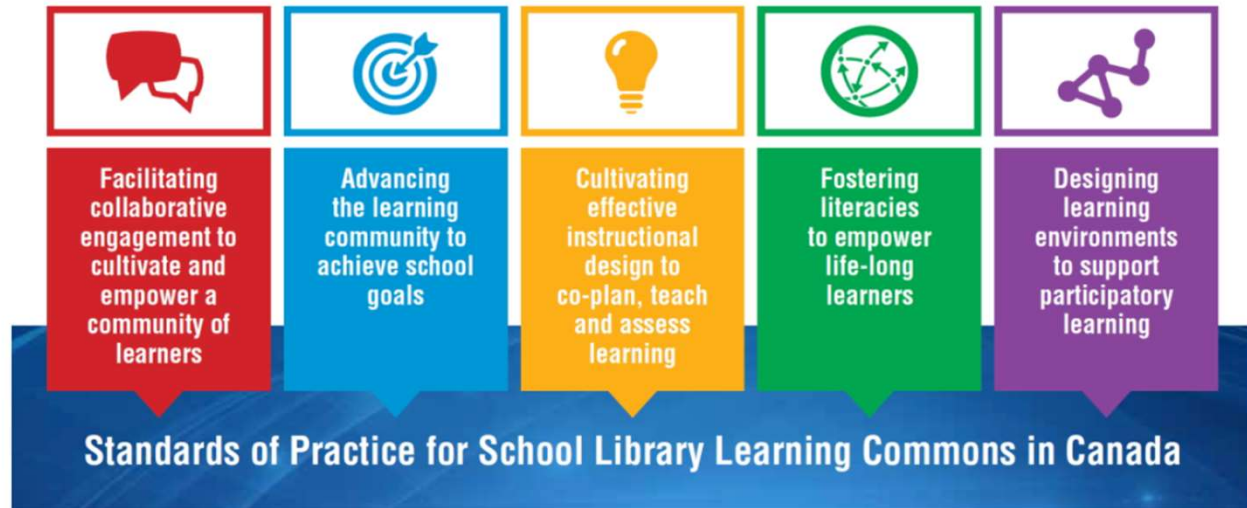 Facilitating
collaborative
engagement to
cultivate and
empower a
community of
learners
Advancing
the learning
community to
achieve school
goals
Cultivating
effective
instructional
design to
co-plan, teach
and assess
learning
Fostering
literacies
to empower
life-long
learners
Designing
learning
environments
to support
participatory
learning
Standards of Practice for School Library Learning Commons in Canada